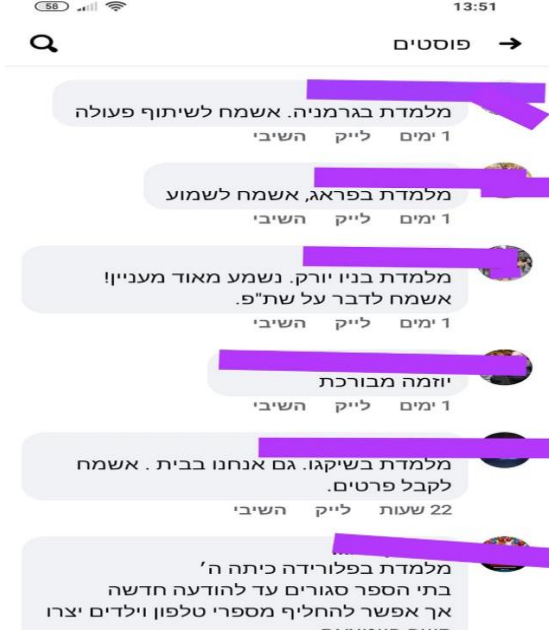 58
13:51
פוסטים
מלמדת בגרמניה. אשמח לשיתוף פעולה
1 ימים לייק השיבי
מלמדת בפראג, אשמח לשמוע
1 ימים לייק השיבי
מלמדת בניו יורק. נשמע מאוד מעניין!
אשמח לדבר על שת"פ.
1 ימים לייק השיבי
יוזמה מבורכת
1 ימים לייק השיבי
מלמדת בשיקגו. גם אנחנו בבית . אשמח
לקבל פרטים.
22 שעות לייק השיבי
מלמדת בפלורידה כיתה ה׳
בתי הספר סגורים עד להודעה חדשה
אך אפשר להחליף מספרי טלפון וילדים יצרו